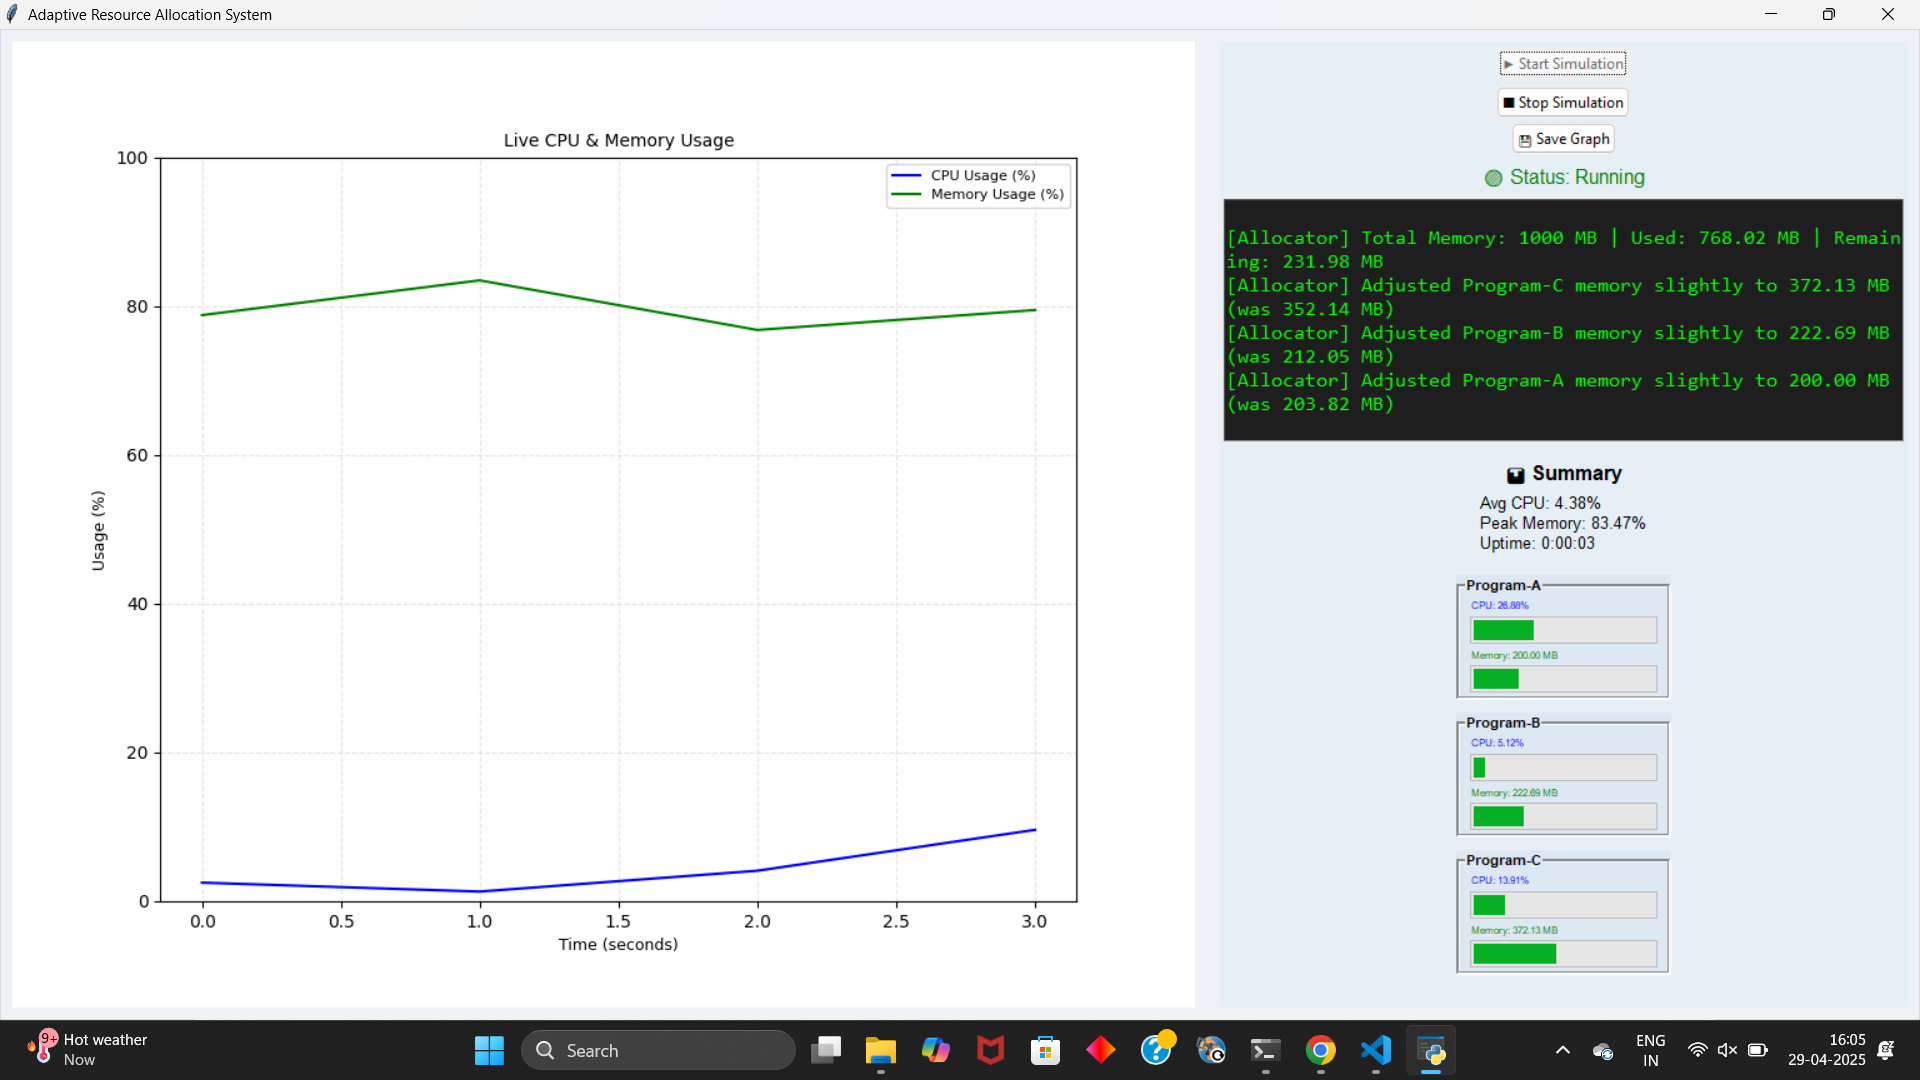 Adaptive Resource Allocation System
Live CPU & Memory Usage
CPU Usage (%)
Memory Usage (%)
100
80
60
40
20
0
Usage (%)
0.0 0.5 1.0 1.5 2.0 2.5 3.0
Time (seconds)
Start Simulation
Stop Simulation
Save Graph
Status: Running
[Allocator] Total Memory: 1000 MB | Used: 768.02 MB | Remain
ing: 231.98 MB
[Allocator] Adjusted Program-C memory slightly to 372.13 MB
(was 352.14 MB)
[Allocator] Adjusted Program-B memory slightly to 222.69 MB
(was 212.05 MB)
[Allocator] Adjusted Program-A memory slightly to 200.00 MB
(was 203.82 MB)
Summary
Avg CPU: 4.38%
Peak Memory: 83.47%
Uptime: 0:00:03
Program-A
CPU: 26.88%
Memory: 200.00 MB
Program-B
CPU: 5.12%
Memory: 222.69 MB
Program-C
CPU: 13.91%
Memory: 372.13 MB
9+
Hot weather
Now
Search
ENG
IN
16:05
29-04-2025